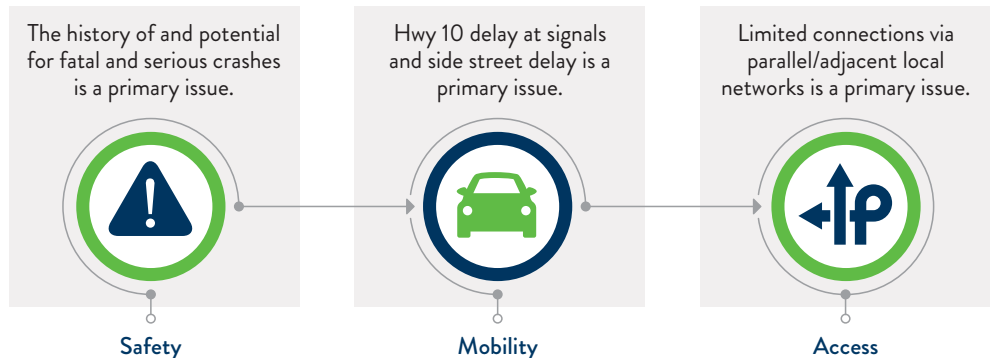 The history of and potential
for fatal and serious crashes
is a primary issue.
Hwy 10 delay at signals
and side street delay is a
primary issue.
Limited connections via
parallel/adjacent local
networks is a primary issue.
Safety
Mobility
Access